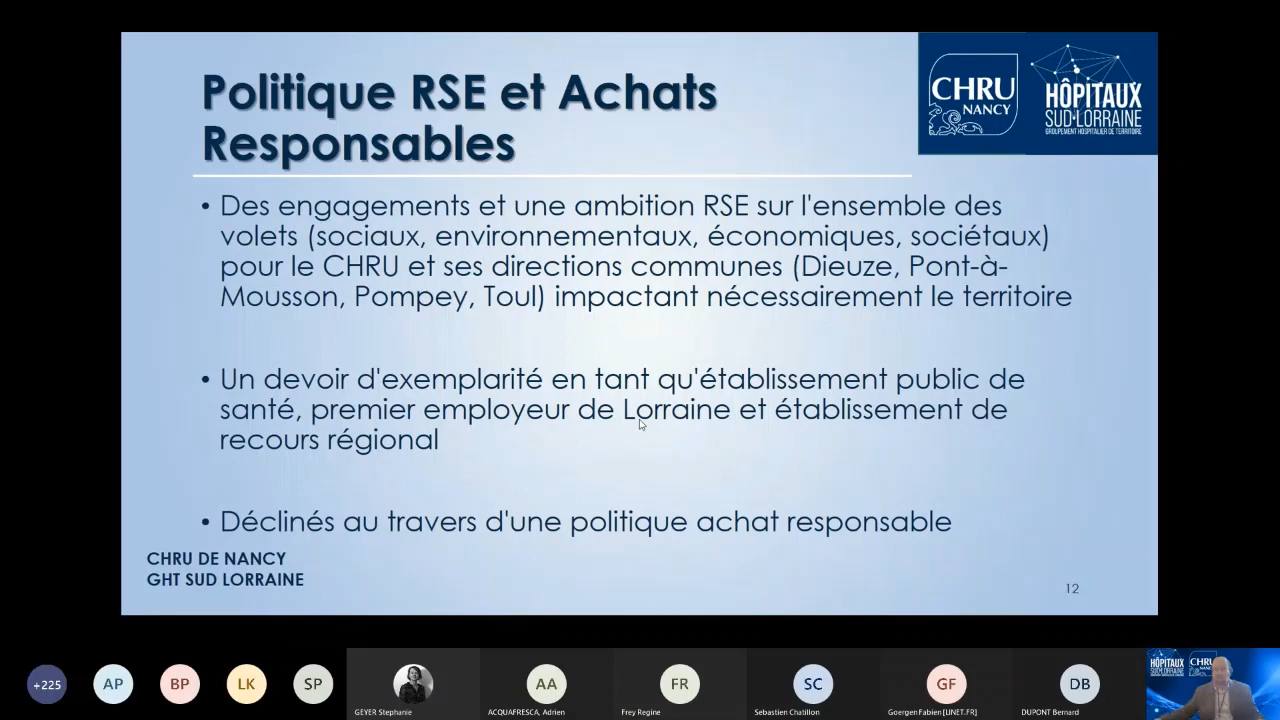 Politique RSE et Achats
Responsables
CHRU
NANCY
HÔPITAUX
SUD-LORRAINE
GROUPEMENT HOSPITALIER DE TERRITOIRE
• Des engagements et une ambition RSE sur l'ensemble des
volets (sociaux, environnementaux, économiques, sociétaux)
pour le CHRU et ses directions communes (Dieuze, Pont-à-
Mousson, Pompey, Toul) impactant nécessairement le territoire
• Un devoir d'exemplarité en tant qu'établissement public de
santé, premier employeur de Lorraine et établissement de
recours régional
• Déclinés au travers d'une politique achat responsable
CHRU DE NANCY
GHT SUD LORRAINE
12
+225
AP
BP
LK
SP
GEYER Stephanie
AA
ACQUAFRESCA, Adrien
FR
Frey Regine
SC
Sebastien Chatillon
GF
Goergen Fabien [LINET.FR]
DB
DUPONT Bernard
HÔPITAUX
SUD-LORRAINE
CHRU